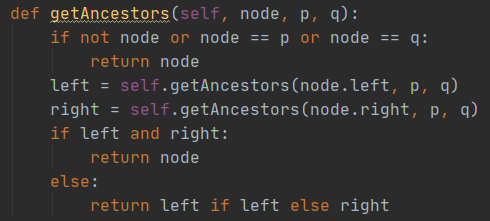 def getAncestors(self, node, p, q):
    if not node or node == p or node == q:
        return node
    left = self.getAncestors(node.left, p, q)
    right = self.getAncestors(node.right, p, q)
    if left and right:
        return node
    else:
        return left if left else right